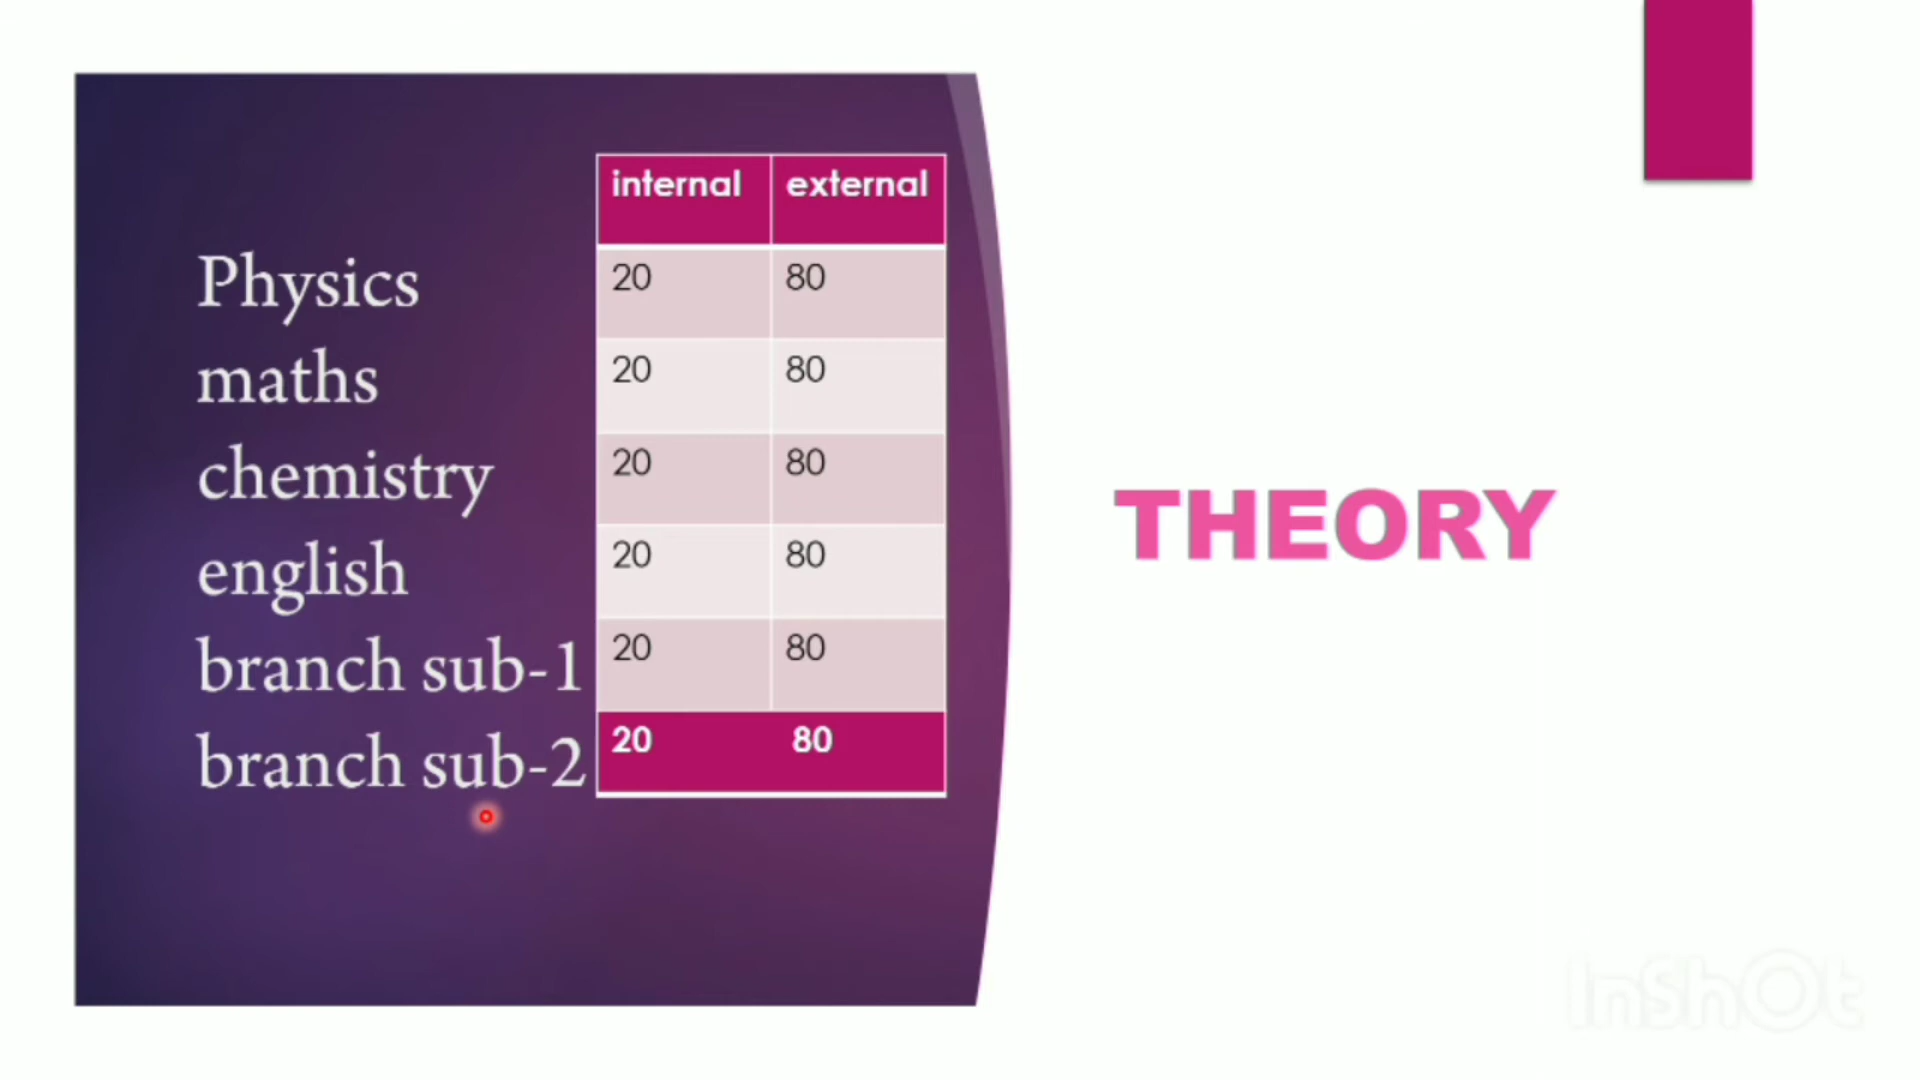 internal external
Physics 20 80
maths 20 80
chemistry 20 80
english 20 80
branch sub-1 20 80
branch sub-2 20 80
THEORY
InShOt